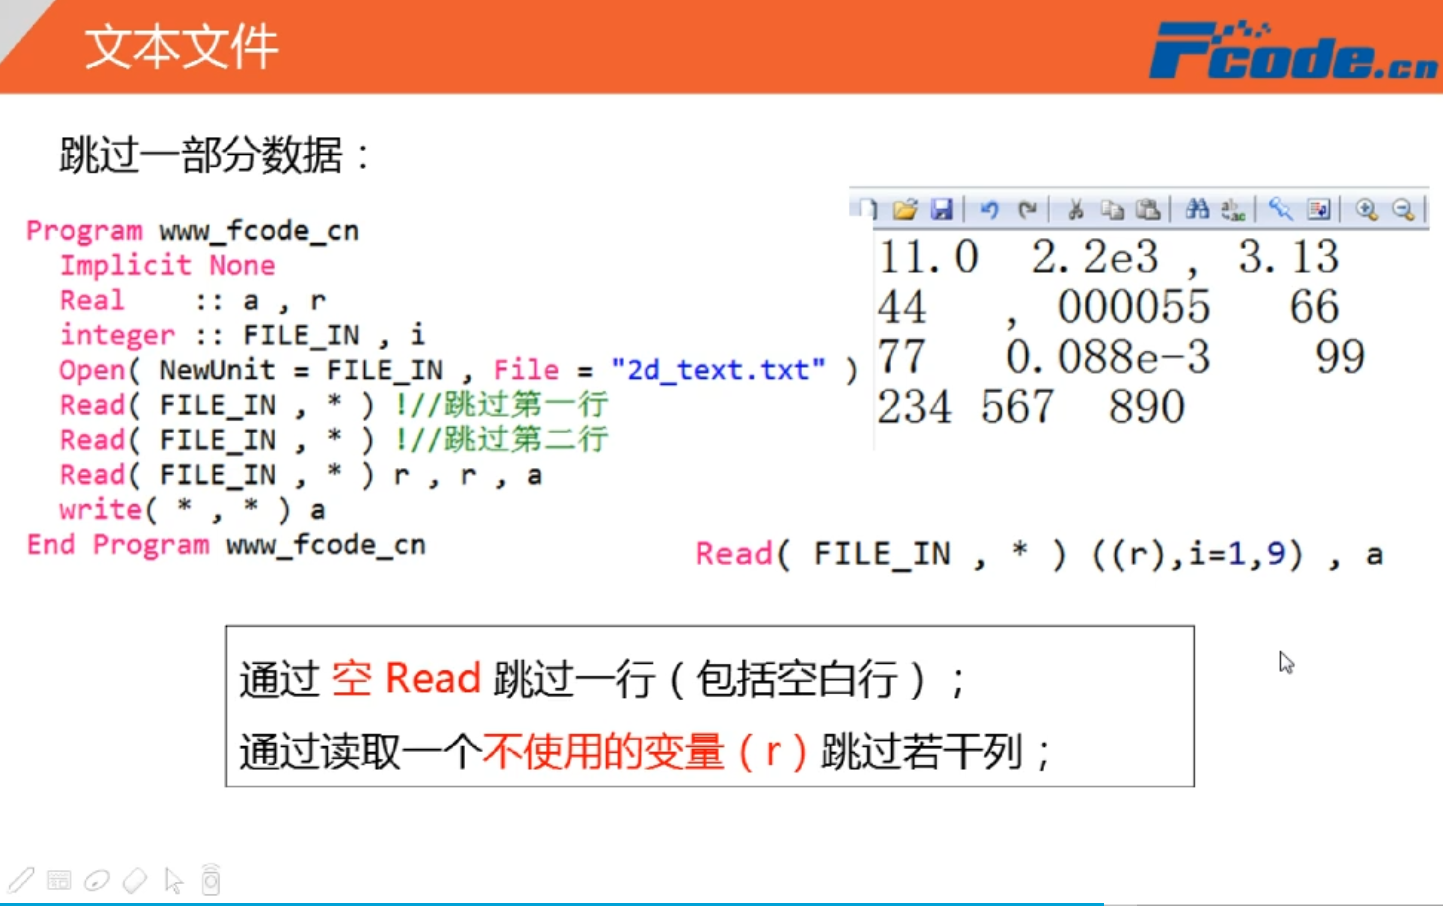 文本文件
Fcode.cn
跳过一部分数据：
Program www_fcode_cn
Implicit None
Real :: a , r
integer :: FILE_IN , i
Open( NewUnit = FILE_IN , File = "2d_text.txt" )
Read( FILE_IN , * ) !//跳过第一行
Read( FILE_IN , * ) !//跳过第二行
Read( FILE_IN , * ) r , r , a
write( * , * ) a
End Program www_fcode_cn
11.0 2.2e3 , 3.13
44 , 000055 66
77 0.088e-3 99
234 567 890
Read( FILE_IN , * ) ((r),i=1,9) , a
通过 空 Read 跳过一行（包括空白行）；
通过读取一个不使用的变量（r）跳过若干列；